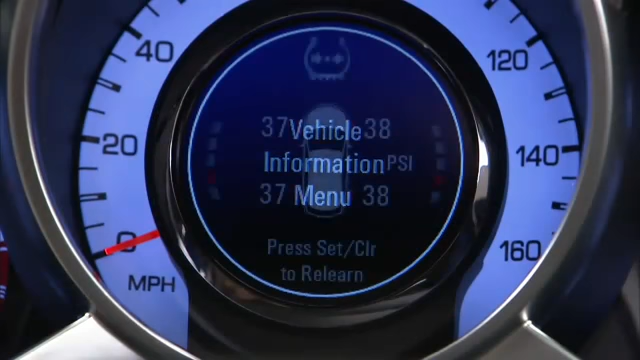 40
120
37 Vehicle 38
20
Information PSI
140
37 Menu 38
0
Press Set/Clr
160
to Relearn
MPH